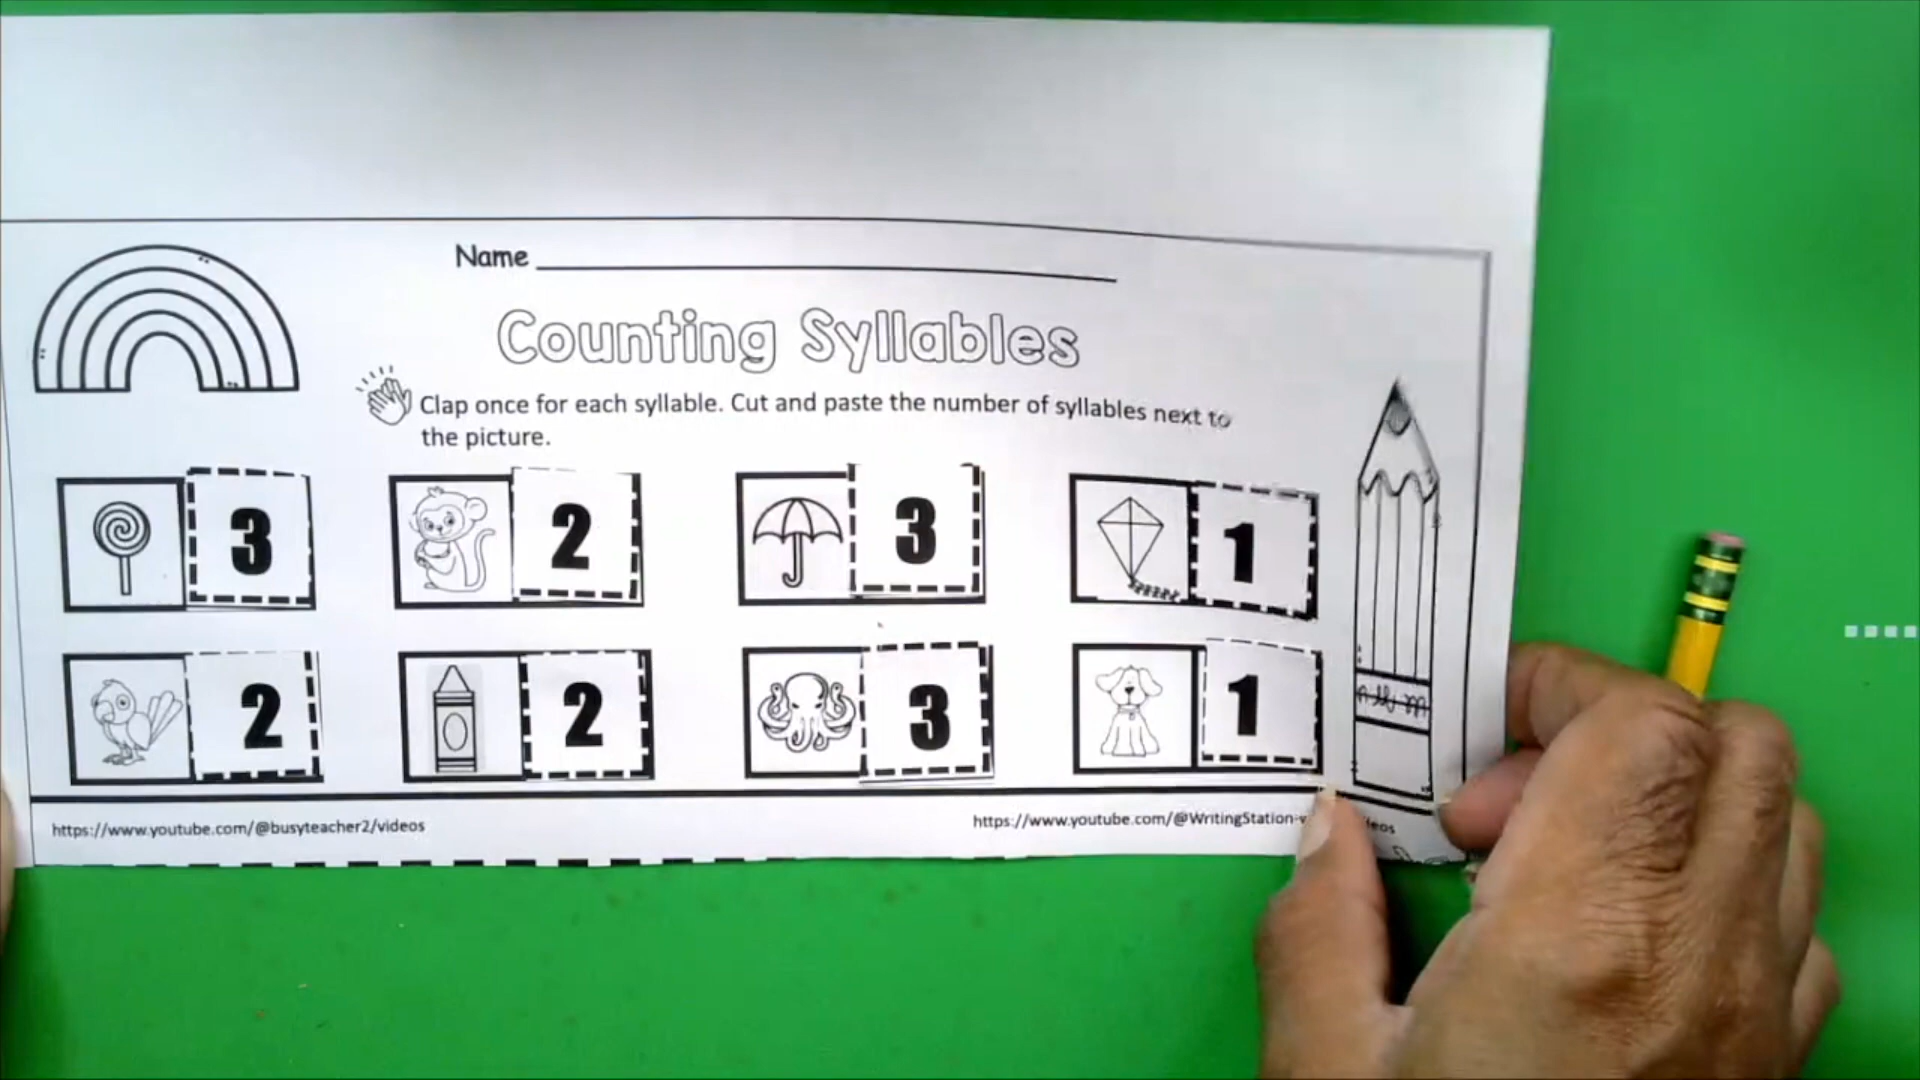 Name
Counting Syllables
Clap once for each syllable. Cut and paste the number of syllables next to
the picture.
3 2 3 1
2 2 3 1
https://www.youtube.com/@busyteacher2/videos
https://www.youtube.com/@WritingStation-v